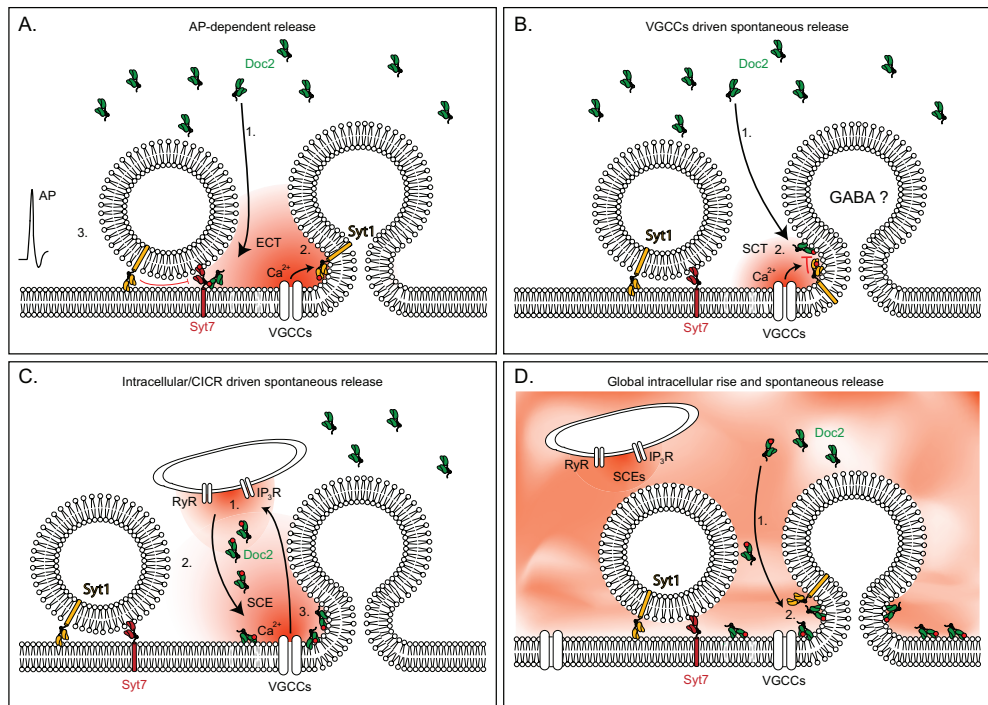 A.
AP-dependent release
Doc2
1.
AP
3.
Syt1
ECT
2.
Ca2+
Syt7
VGCCs
B.
VGCCs driven spontaneous release
Doc2
1.
GABA ?
Syt1
SCT
2.
Ca2+
Syt7
VGCCs
C.
Intracellular/CICR driven spontaneous release
RyR
IP3R
1.
Doc2
2.
Syt1
SCE
3.
Ca2+
Syt7
VGCCs
D.
Global intracellular rise and spontaneous release
Doc2
RyR
IP3R
SCEs
1.
Syt1
2.
Syt7
VGCCs